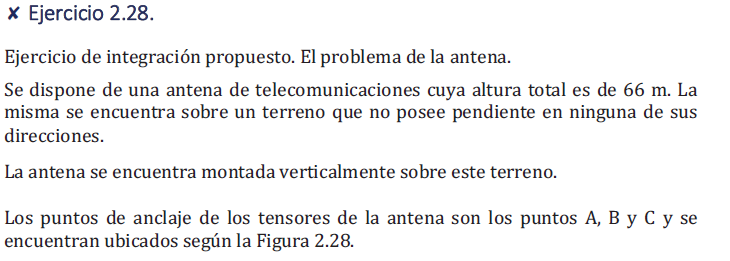 ✘ Ejercicio 2.28.
Ejercicio de integración propuesto. El problema de la antena.
Se dispone de una antena de telecomunicaciones cuya altura total es de 66 m. La
misma se encuentra sobre un terreno que no posee pendiente en ninguna de sus
direcciones.
La antena se encuentra montada verticalmente sobre este terreno.
Los puntos de anclaje de los tensores de la antena son los puntos A, B y C y se
encuentran ubicados según la Figura 2.28.